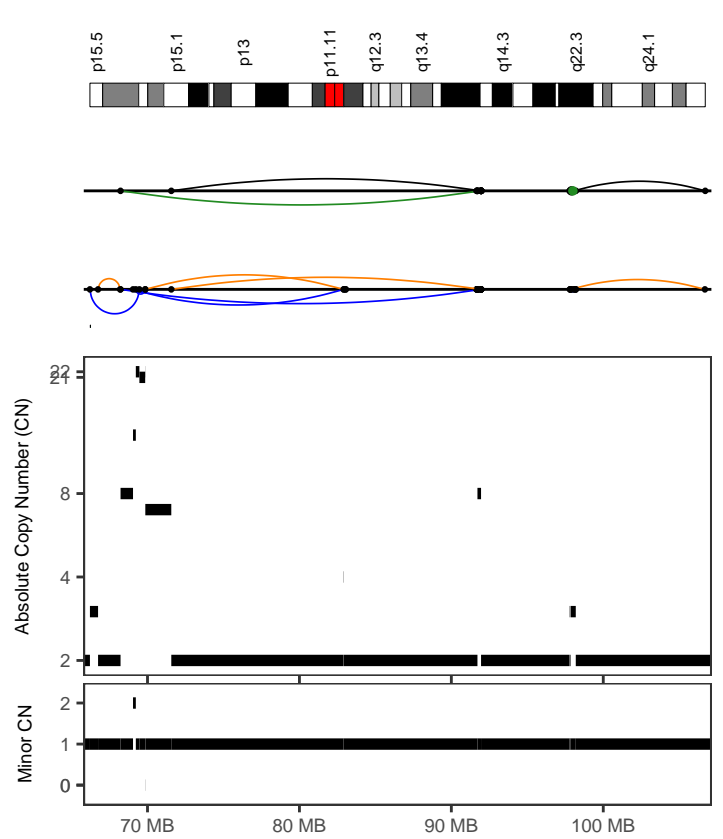 p15.5
p15.1
p13
p11.11
q12.3
q13.4
q14.3
q22.3
q24.1
Absolute Copy Number (CN)
22
21
8
4
2
Minor CN
2
1
0
70 MB
80 MB
90 MB
100 MB